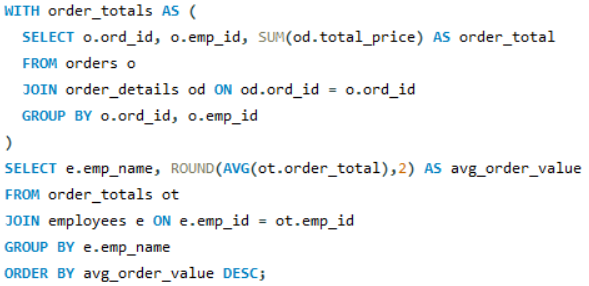 WITH order_totals AS (
  SELECT o.ord_id, o.emp_id, SUM(od.total_price) AS order_total
  FROM orders o
  JOIN order_details od ON od.ord_id = o.ord_id
  GROUP BY o.ord_id, o.emp_id
)
SELECT e.emp_name, ROUND(AVG(ot.order_total),2) AS avg_order_value
FROM order_totals ot
JOIN employees e ON e.emp_id = ot.emp_id
GROUP BY e.emp_name
ORDER BY avg_order_value DESC;